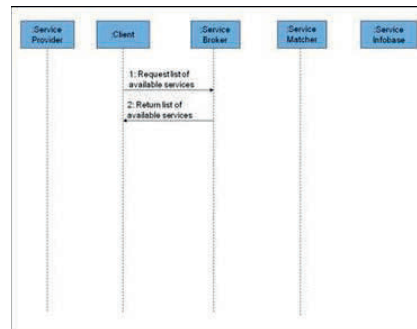 :Service
Provider
:Client
:Service
Broker
:Service
Matcher
:Service
Infobase
1: Request list of
available services
2: Return list of
available services